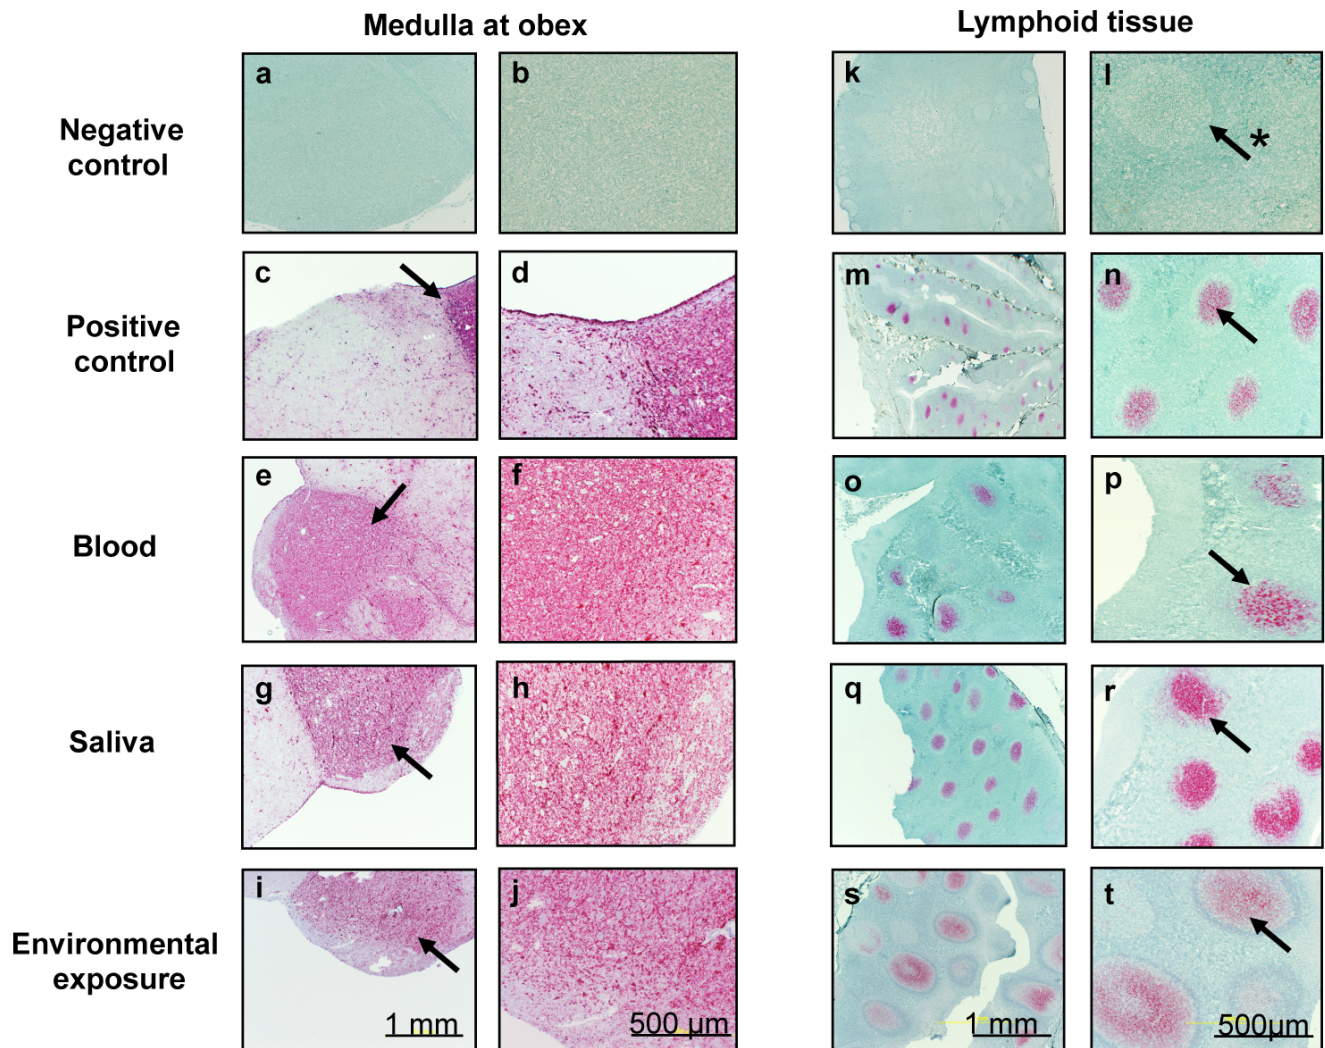 Medulla at obex
Lymphoid tissue
Negative
control
a
b
k
l
*
Positive
control
c
d
m
n
Blood
e
f
o
p
Saliva
g
h
q
r
Environmental
exposure
i
j
s
t
1 mm
500 µm
1 mm
500µm